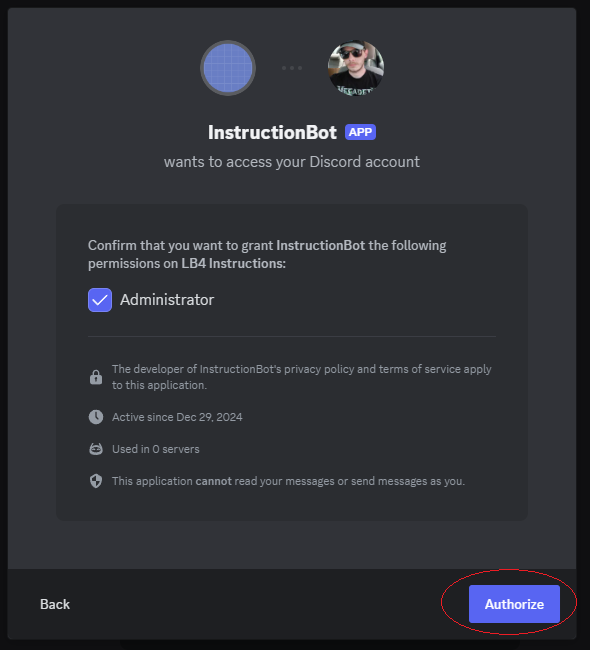 MEGADETH
InstructionBot APP
wants to access your Discord account
Confirm that you want to grant InstructionBot the following
permissions on LB4 Instructions:
Administrator
The developer of InstructionBot's privacy policy and terms of service apply
to this application.
Active since Dec 29, 2024
Used in 0 servers
This application cannot read your messages or send messages as you.
Back
Authorize